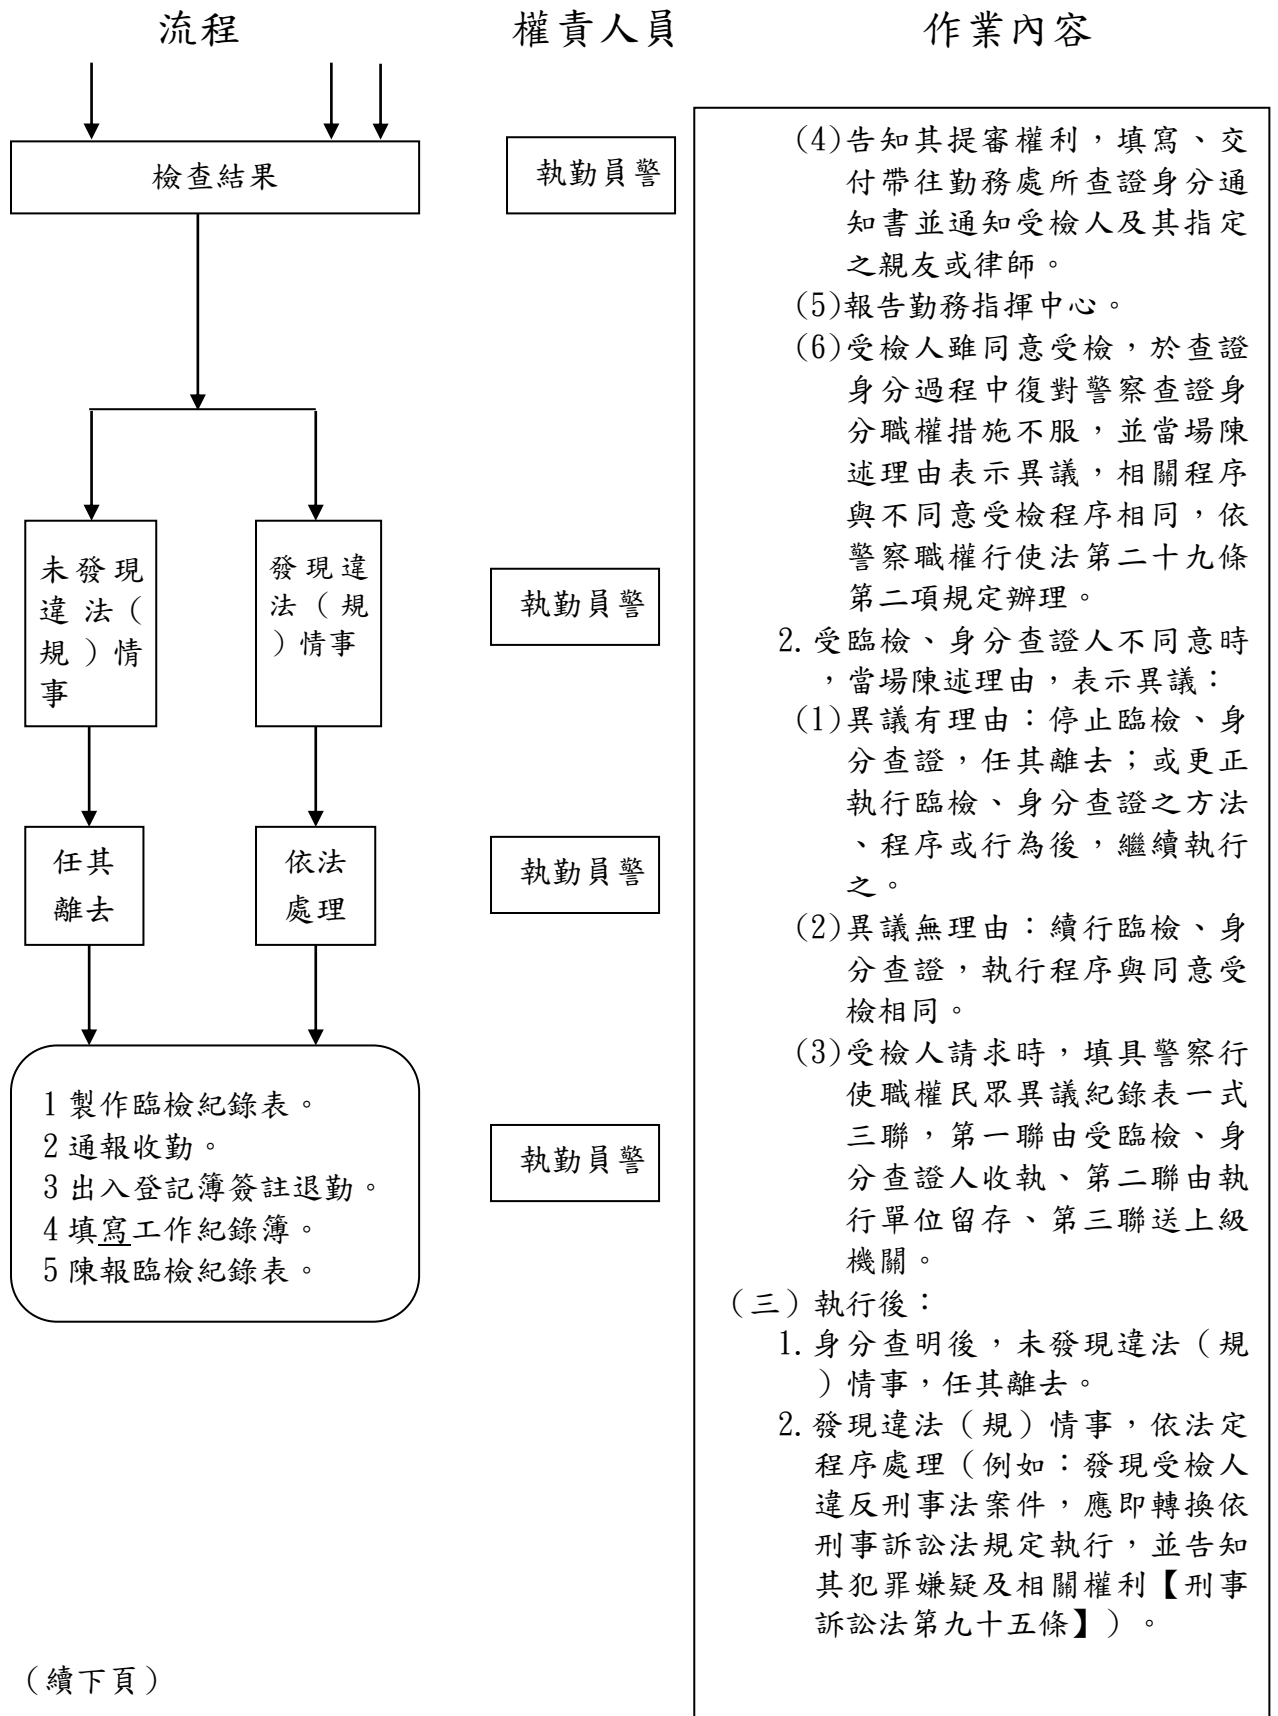 流程
權責人員
作業內容
檢查結果
執勤員警
未發現
違法（
規）情
事
發現違
法（規
）情事
執勤員警
任其
離去
依法
處理
執勤員警
1 製作臨檢紀錄表。
2 通報收勤。
3 出入登記簿簽註退勤。
4 填寫工作紀錄簿。
5 陳報臨檢紀錄表。
執勤員警
(4)告知其提審權利，填寫、交
付帶往勤務處所查證身分通
知書並通知受檢人及其指定
之親友或律師。
(5)報告勤務指揮中心。
(6)受檢人雖同意受檢，於查證
身分過程中復對警察查證身
分職權措施不服，並當場陳
述理由表示異議，相關程序
與不同意受檢程序相同，依
警察職權行使法第二十九條
第二項規定辦理。
2. 受臨檢、身分查證人不同意時
，當場陳述理由，表示異議：
(1)異議有理由：停止臨檢、身
分查證，任其離去；或更正
執行臨檢、身分查證之方法
、程序或行為後，繼續執行
之。
(2)異議無理由：續行臨檢、身
分查證，執行程序與同意受
檢相同。
(3)受檢人請求時，填具警察行
使職權民眾異議紀錄表一式
三聯，第一聯由受臨檢、身
分查證人收執、第二聯由執
行單位留存、第三聯送上級
機關。
（三）執行後：
1. 身分查明後，未發現違法（規
）情事，任其離去。
2. 發現違法（規）情事，依法定
程序處理（例如：發現受檢人
違反刑事法案件，應即轉換依
刑事訴訟法規定執行，並告知
其犯罪嫌疑及相關權利【刑事
訴訟法第九十五條】）。
（續下頁）